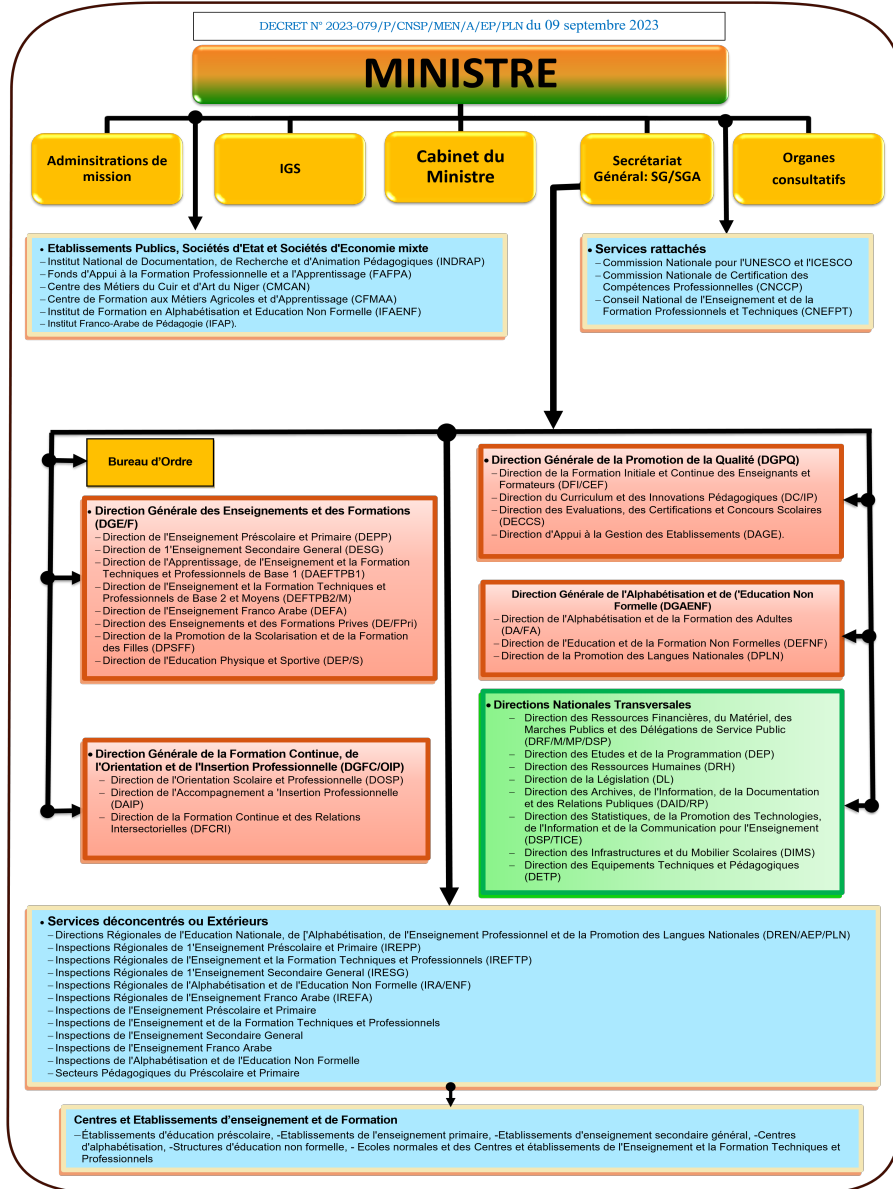 DECRET N° 2023-079/P/CNSP/MEN/A/EP/PLN du 09 septembre 2023
MINISTRE
Adminsitrations de
mission
IGS
Cabinet du
Ministre
Secrétariat
Général: SG/SGA
Organes
consultatifs
• Etablissements Publics, Sociétés d'Etat et Sociétés d'Economie mixte
– Institut National de Documentation, de Recherche et d'Animation Pédagogiques (INDRAP)
– Fonds d'Appui à la Formation Professionnelle et a l'Apprentissage (FAFPA)
– Centre des Métiers du Cuir et d'Art du Niger (CMCAN)
– Centre de Formation aux Métiers Agricoles et d'Apprentissage (CFMAA)
– Institut de Formation en Alphabétisation et Education Non Formelle (IFAENF)
– Institut Franco-Arabe de Pédagogie (IFAP).
• Services rattachés
– Commission Nationale pour l'UNESCO et l'ICESCO
– Commission Nationale de Certification des
Compétences Professionnelles (CNCCP)
– Conseil National de l'Enseignement et de la
Formation Professionnels et Techniques (CNEFPT)
Bureau d'Ordre
• Direction Générale des Enseignements et des Formations
(DGE/F)
– Direction de l'Enseignement Préscolaire et Primaire (DEPP)
– Direction de 1'Enseignement Secondaire General (DESG)
– Direction de l'Apprentissage, de l'Enseignement et la Formation
Techniques et Professionnels de Base 1 (DAEFTPB1)
– Direction de l'Enseignement et la Formation Techniques et
Professionnels de Base 2 et Moyens (DEFTPB2/M)
– Direction de l'Enseignement Franco Arabe (DEFA)
– Direction des Enseignements et des Formations Prives (DE/FPri)
– Direction de la Promotion de la Scolarisation et de la Formation
des Filles (DPSFF)
– Direction de l'Education Physique et Sportive (DEP/S)
• Direction Générale de la Formation Continue, de
l'Orientation et de l'Insertion Professionnelle (DGFC/OIP)
– Direction de l'Orientation Scolaire et Professionnelle (DOSP)
– Direction de l'Accompagnement a 'Insertion Professionnelle
(DAIP)
– Direction de la Formation Continue et des Relations
Intersectorielles (DFCRI)
• Direction Générale de la Promotion de la Qualité (DGPQ)
– Direction de la Formation Initiale et Continue des Enseignants et
Formateurs (DFI/CEF)
– Direction du Curriculum et des Innovations Pédagogiques (DC/IP)
– Direction des Evaluations, des Certifications et Concours Scolaires
(DECCS)
– Direction d'Appui à la Gestion des Etablissements (DAGE).
Direction Générale de l'Alphabétisation et de ('Education Non
Formelle (DGAENF)
– Direction de l'Alphabétisation et de la Formation des Adultes
(DA/FA)
– Direction de l'Education et de la Formation Non Formelles (DEFNF)
– Direction de la Promotion des Langues Nationales (DPLN)
• Directions Nationales Transversales
– Direction des Ressources Financières, du Matériel, des
Marches Publics et des Délégations de Service Public
(DRF/M/MP/DSP)
– Direction des Etudes et de la Programmation (DEP)
– Direction des Ressources Humaines (DRH)
– Direction de la Législation (DL)
– Direction des Archives, de l'Information, de la Documentation
et des Relations Publiques (DAID/RP)
– Direction des Statistiques, de la Promotion des Technologies,
de l'Information et de la Communication pour l'Enseignement
(DSP/TICE)
– Direction des Infrastructures et du Mobilier Scolaires (DIMS)
– Direction des Equipements Techniques et Pédagogiques
(DETP)
• Services déconcentrés ou Extérieurs
– Directions Régionales de l'Education Nationale, de ['Alphabétisation, de l'Enseignement Professionnel et de la Promotion des Langues Nationales (DREN/AEP/PLN)
– Inspections Régionales de 1'Enseignement Préscolaire et Primaire (IREPP)
– Inspections Régionales de l'Enseignement et la Formation Techniques et Professionnels (IREFTP)
– Inspections Régionales de 1'Enseignement Secondaire General (IRESG)
– Inspections Régionales de l'Alphabétisation et de l'Education Non Formelle (IRA/ENF)
– Inspections Régionales de l'Enseignement Franco Arabe (IREFA)
– Inspections de l'Enseignement Préscolaire et Primaire
– Inspections de l'Enseignement et de la Formation Techniques et Professionnels
– Inspections de l'Enseignement Secondaire General
– Inspections de l'Enseignement Franco Arabe
– Inspections de l'Alphabétisation et de l'Education Non Formelle
– Secteurs Pédagogiques du Préscolaire et Primaire
Centres et Etablissements d'enseignement et de Formation
– Établissements d'éducation préscolaire, -Etablissements de l'enseignement primaire, -Etablissements d'enseignement secondaire général, -Centres
d'alphabétisation, -Structures d'éducation non formelle, - Ecoles normales et des Centres et établissements de l'Enseignement et la Formation Techniques et
Professionnels